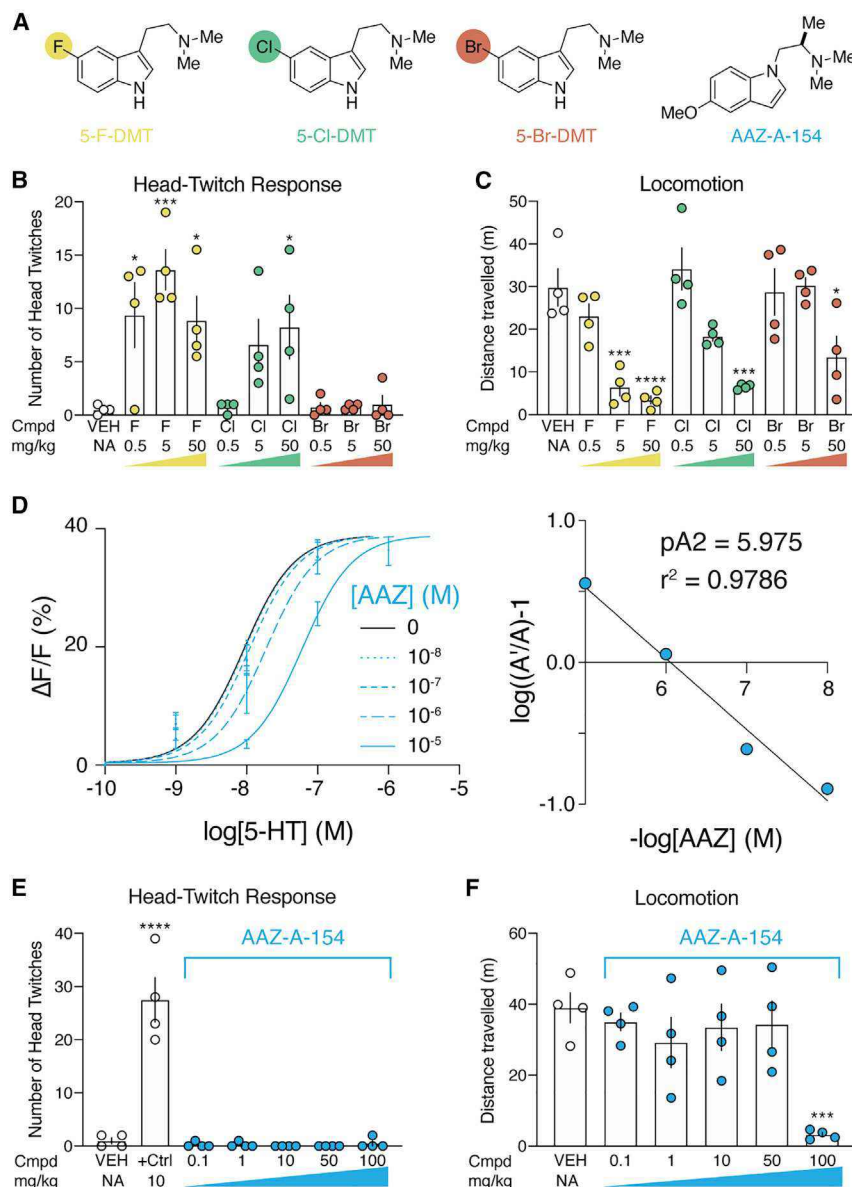 A
F
N
Me
Me
N
H
5-F-DMT
Cl
N
Me
Me
N
H
5-Cl-DMT
Br
N
Me
Me
N
H
5-Br-DMT
Me
N
Me
Me
N
MeO
AAZ-A-154
B
Head-Twitch Response
Number of Head Twitches
20
15
10
5
0
* *** * *
Cmpd VEH F F F Cl Cl Cl Br Br Br
mg/kg NA 0.5 5 50 0.5 5 50 0.5 5 50
C
Locomotion
Distance travelled (m)
50
40
30
20
10
0
*** **** *** *
Cmpd VEH F F F Cl Cl Cl Br Br Br
mg/kg NA 0.5 5 50 0.5 5 50 0.5 5 50
D
ΔF/F (%)
40
20
0
-10 -9 -8 -7 -6 -5
log[5-HT] (M)
[AAZ] (M)
0
10-8
10-7
10-6
10-5
log((A'/A)-1
1.0
0.0
-1.0
6 7 8
pA2 = 5.975
r2 = 0.9786
-log[AAZ] (M)
E
Head-Twitch Response
AAZ-A-154
Number of Head Twitches
40
30
20
10
0
****
Cmpd VEH +Ctrl 0.1 1 10 50 100
mg/kg NA 10
F
Locomotion
AAZ-A-154
Distance travelled (m)
60
40
20
0
***
Cmpd VEH 0.1 1 10 50 100
mg/kg NA